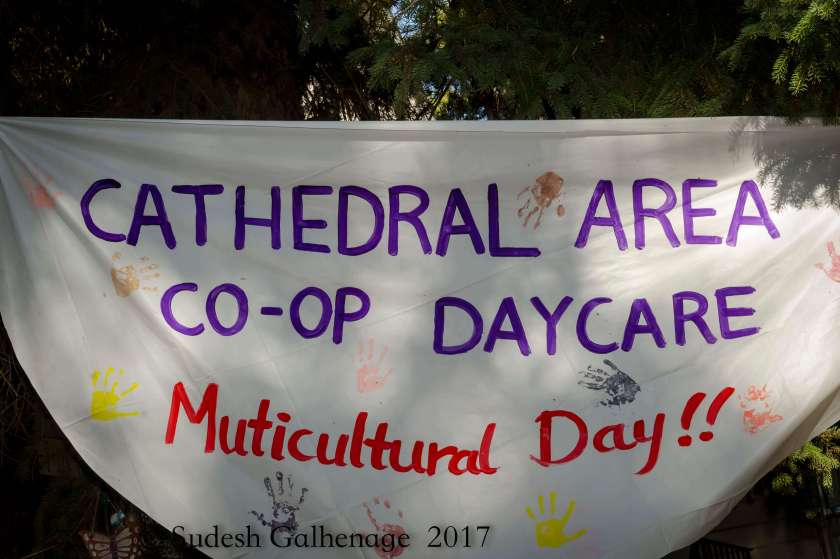 CATHEDRAL AREA
CO-OP DAYCARE
Muticultural Day!!
Sudesh Galhenage 2017